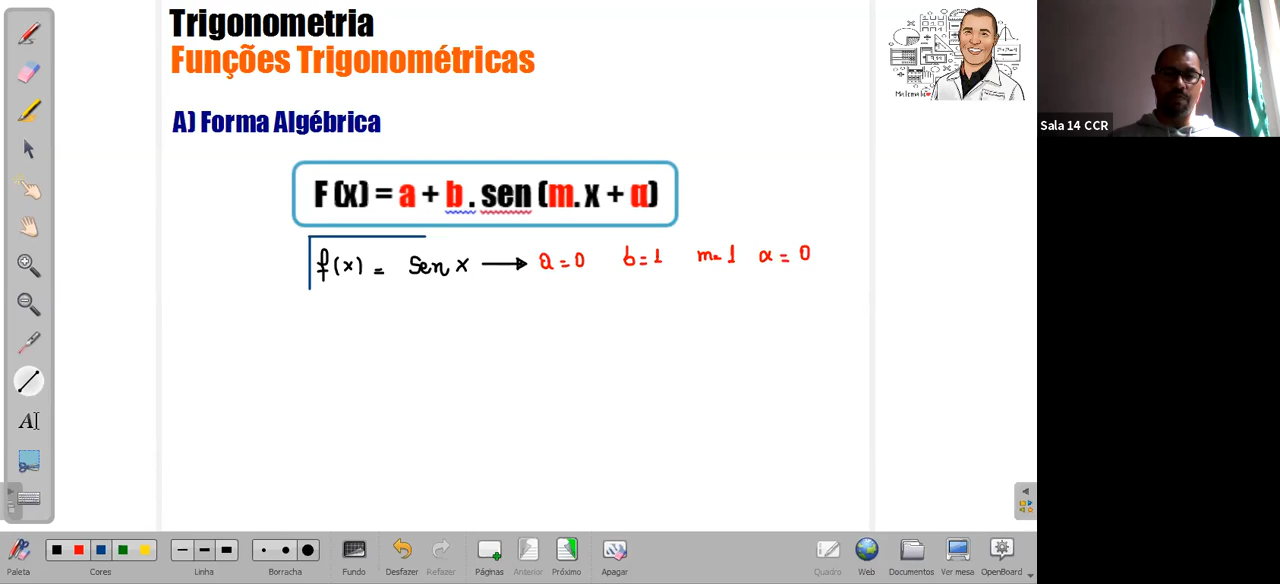 Trigonometria
Funções Trigonométricas
A) Forma Algébrica
F (x) = a + b . sen (m. x + α)
f(x) = sen x → a = 0 b = 1 m = 1 α = 0
Sala 14 CCR
Paleta
Cores
Linha
Borracha
Fundo
Desfazer
Refazer
Páginas
Anterior
Próximo
Apagar
Quadro
Web
Documentos
Ver mesa
OpenBoard